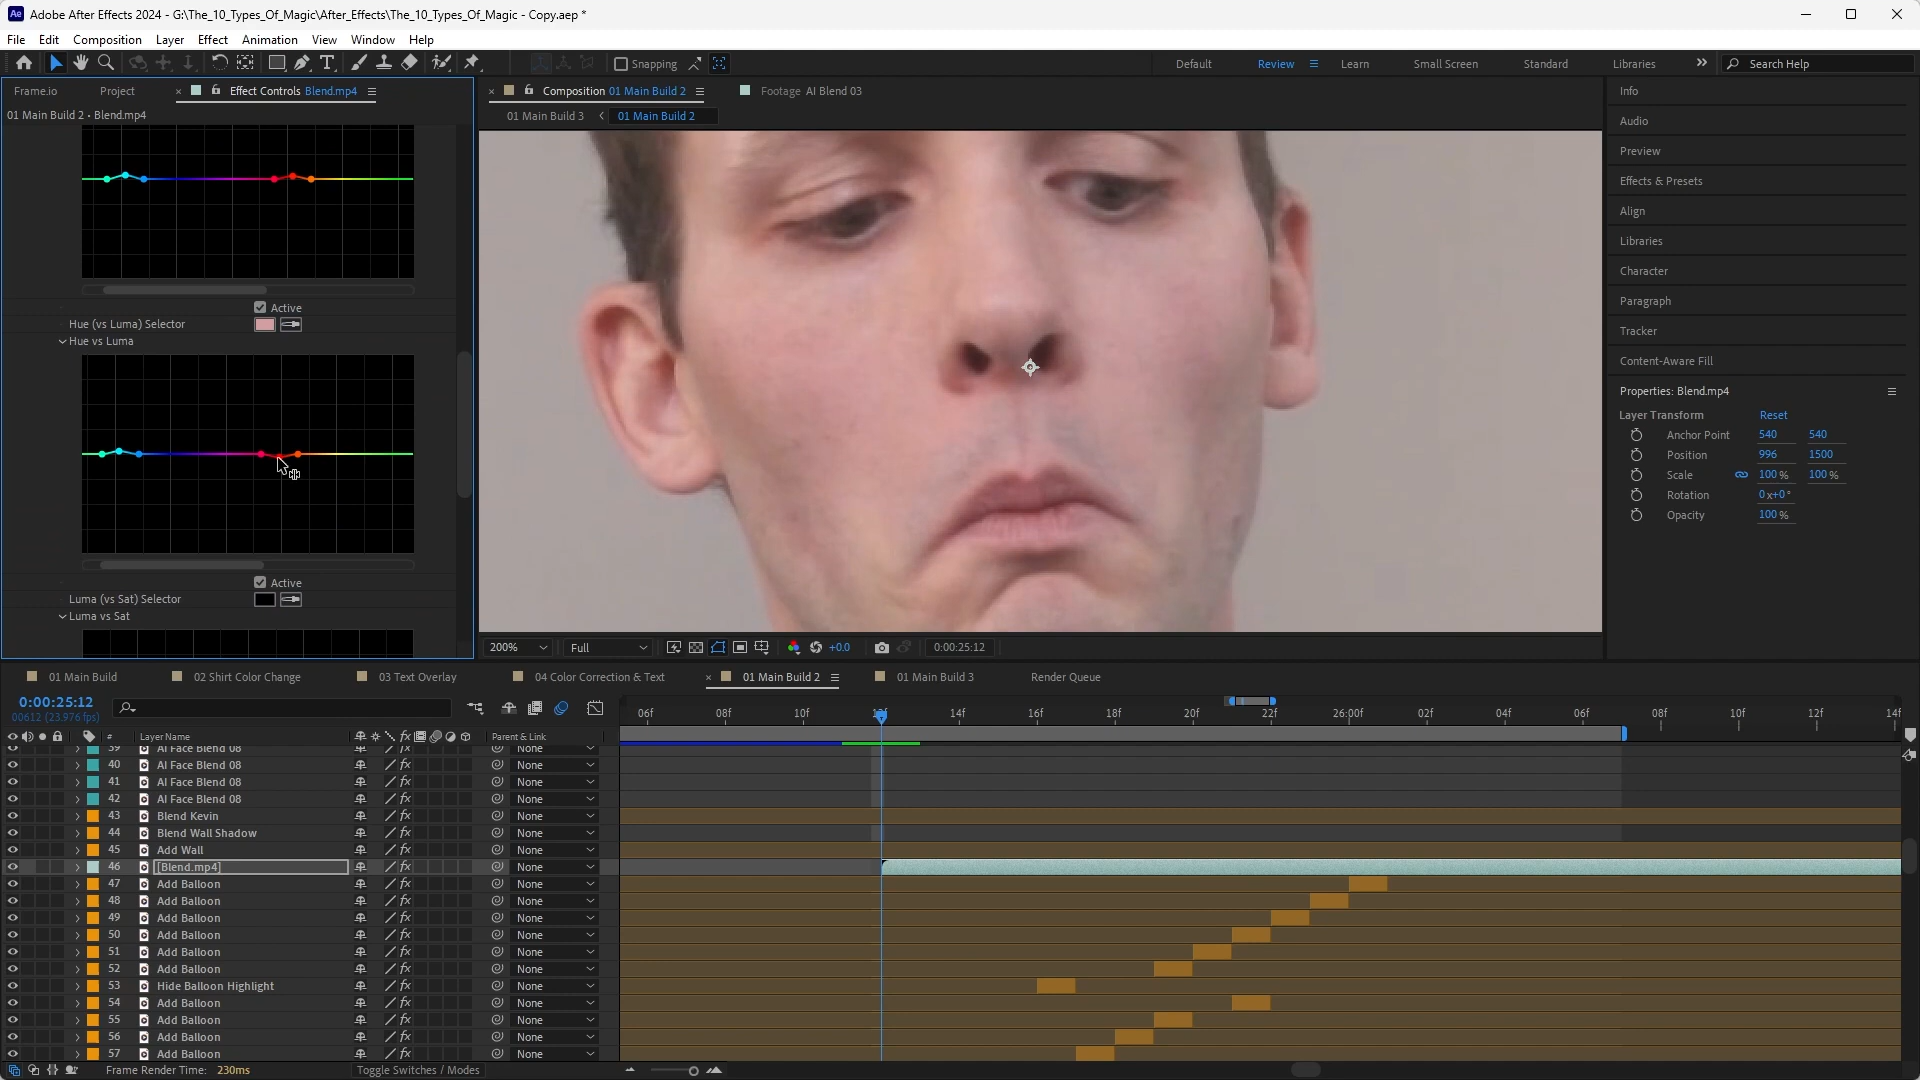 Adobe After Effects 2024 - G:\The_10_Types_Of_Magic\After_Effects\The_10_Types_Of_Magic - Copy.aep *
File Edit Composition Layer Effect Animation View Window Help
Snapping Default Review Learn Small Screen Standard Libraries Search Help
Frame.io Project Effect Controls Blend.mp4
01 Main Build 2 • Blend.mp4
Active
Hue (vs Luma) Selector
Hue vs Luma
Active
Luma (vs Sat) Selector
Luma vs Sat
Composition 01 Main Build 2 Footage AI Blend 03
01 Main Build 3 01 Main Build 2
200% Full +0.0 0:00:25:12
Info
Audio
Preview
Effects & Presets
Align
Libraries
Character
Paragraph
Tracker
Content-Aware Fill
Properties: Blend.mp4
Layer Transform Reset
Anchor Point 540 540
Position 996 1500
Scale 100 % 100 %
Rotation 0 x+0 °
Opacity 100 %
01 Main Build 02 Shirt Color Change 03 Text Overlay 04 Color Correction & Text 01 Main Build 2 01 Main Build 3 Render Queue
0:00:25:12
00612 (23.976 fps)
06f 08f 10f 12f 14f 16f 18f 20f 22f 26:00f 02f 04f 06f 08f 10f 12f 14f
# Layer Name Parent & Link
39 AI Face Blend 08 None
40 AI Face Blend 08 None
41 AI Face Blend 08 None
42 AI Face Blend 08 None
43 Blend Kevin None
44 Blend Wall Shadow None
45 Add Wall None
46 [Blend.mp4] None
47 Add Balloon None
48 Add Balloon None
49 Add Balloon None
50 Add Balloon None
51 Add Balloon None
52 Add Balloon None
53 Hide Balloon Highlight None
54 Add Balloon None
55 Add Balloon None
56 Add Balloon None
57 Add Balloon None
Frame Render Time: 230ms Toggle Switches / Modes